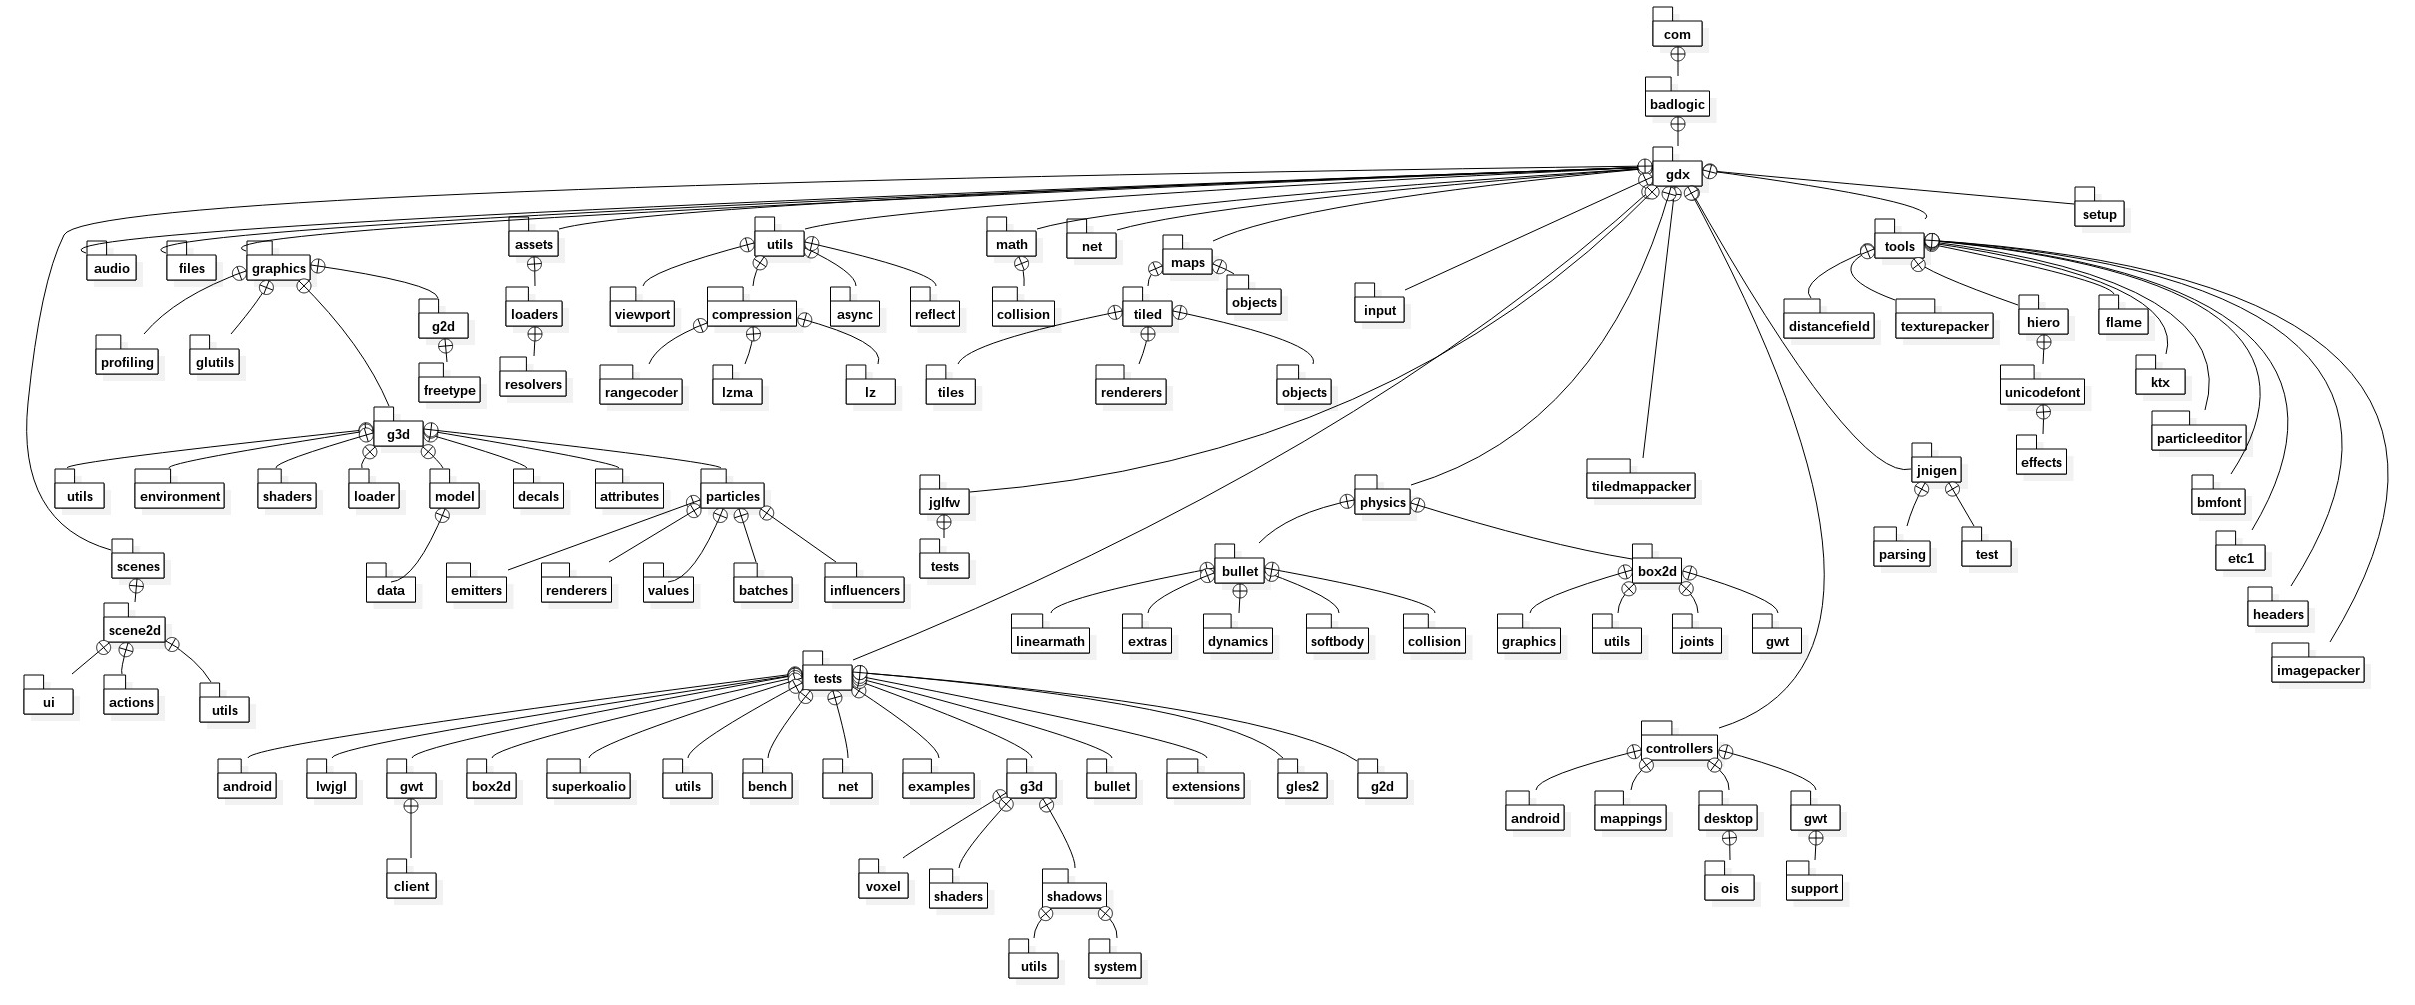 com
badlogic
gdx
setup
assets
utils
math
net
tools
audio
files
graphics
maps
objects
input
viewport
compression
async
reflect
loaders
collision
tiled
g2d
distancefield
texturepacker
hiero
flame
profiling
glutils
freetype
resolvers
rangecoder
lzma
lz
tiles
renderers
objects
unicodefont
ktx
g3d
particleeditor
effects
utils
environment
shaders
loader
model
decals
attributes
particles
jglfw
physics
tiledmappacker
jnigen
bmfont
scenes
tests
parsing
test
etc1
data
emitters
renderers
values
batches
influencers
bullet
box2d
scene2d
linearmath
extras
dynamics
softbody
collision
graphics
utils
joints
gwt
headers
tests
imagepacker
ui
actions
utils
controllers
android
lwjgl
gwt
box2d
superkoalio
utils
bench
net
examples
g3d
bullet
extensions
gles2
g2d
android
mappings
desktop
gwt
client
voxel
shaders
shadows
ois
support
utils
system